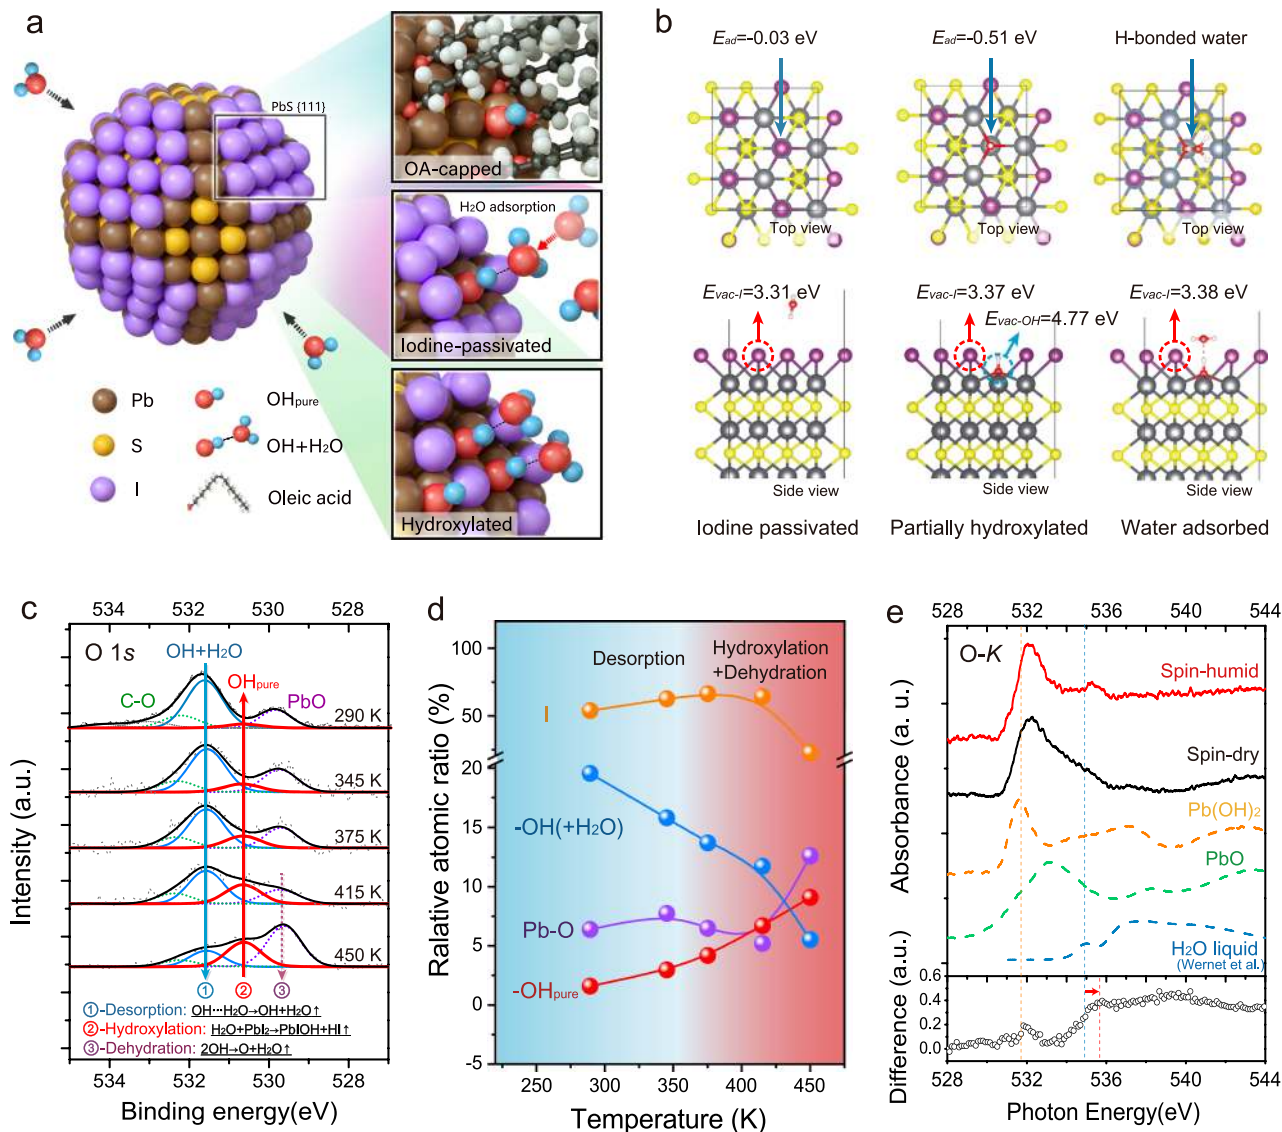 a
PbS {111}
OA-capped
H₂O adsorption
Iodine-passivated
Hydroxylated
Pb
S
I
OHpure
OH+H₂O
Oleic acid
b
Ead=-0.03 eV
Ead=-0.51 eV
H-bonded water
Top view
Top view
Top view
Evac-I=3.31 eV
Evac-I=3.37 eV
Evac-OH=4.77 eV
Evac-I=3.38 eV
Side view
Side view
Side view
Iodine passivated
Partially hydroxylated
Water adsorbed
c
534 532 530 528
O 1s
OH+H₂O
C-O
OHpure
PbO
290 K
345 K
375 K
415 K
450 K
① ② ③
①-Desorption: OH···H₂O→OH+H₂O↑
②-Hydroxylation: H₂O+PbI₂→PbIOH+HI↑
③-Dehydration: 2OH→O+H₂O↑
534 532 530 528
Binding energy(eV)
Intensity (a.u.)
d
100
50
20
15
10
5
0
-5
Desorption
Hydroxylation
+Dehydration
I
-OH(+H₂O)
Pb-O
-OHpure
250 300 350 400 450
Temperature (K)
Ralative atomic ratio (%)
e
528 532 536 540 544
O-K
Spin-humid
Spin-dry
Pb(OH)₂
PbO
H₂O liquid
(Wernet et al.)
Absorbance (a. u.)
Difference (a.u.)
0.6
0.4
0.2
0.0
528 532 536 540 544
Photon Energy(eV)